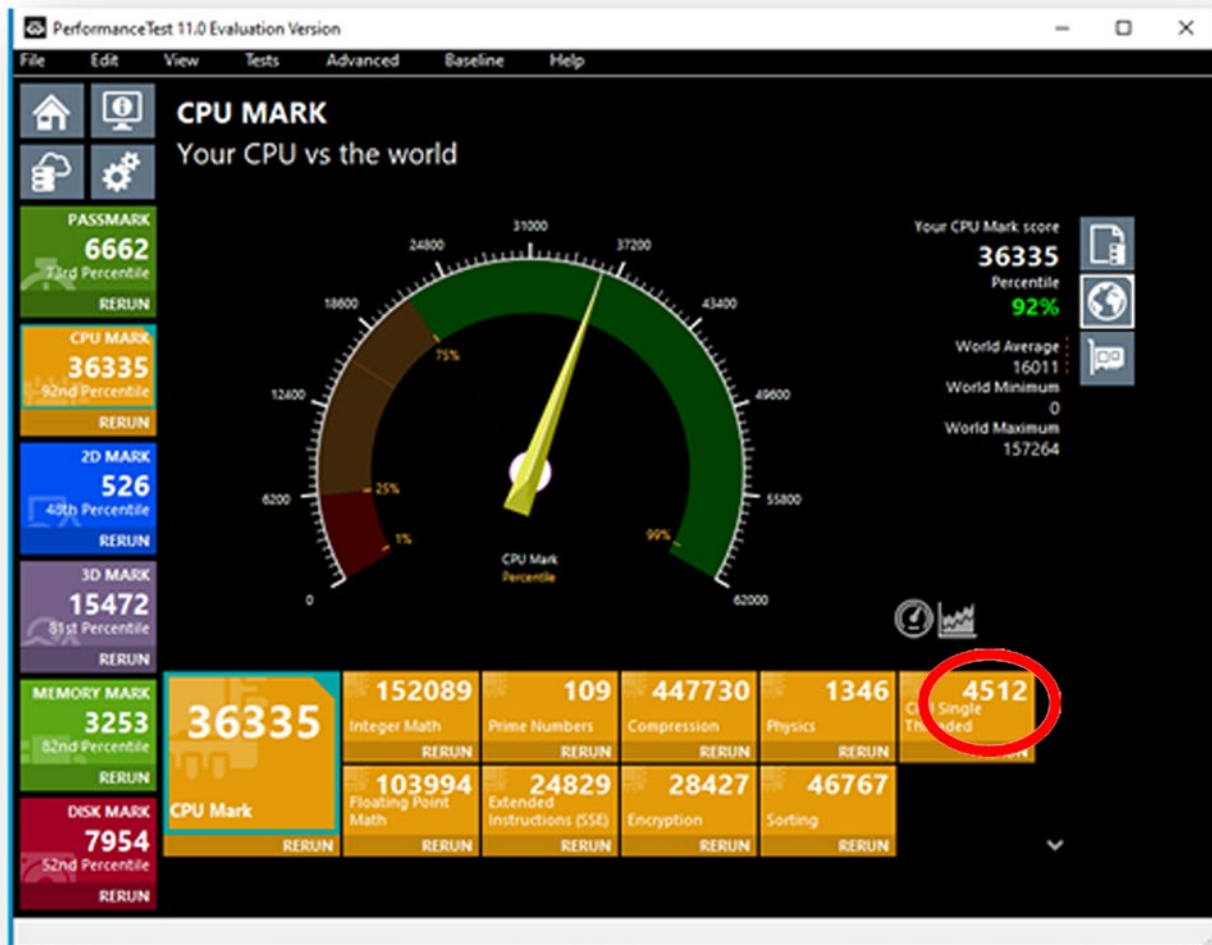 PerformanceTest 11.0 Evaluation Version
File Edit View Tests Advanced Baseline Help
CPU MARK
Your CPU vs the world
PASSMARK
6662
73rd Percentile
RERUN
CPU MARK
36335
92nd Percentile
RERUN
2D MARK
526
48th Percentile
RERUN
3D MARK
15472
81st Percentile
RERUN
MEMORY MARK
3253
82nd Percentile
RERUN
DISK MARK
7954
52nd Percentile
RERUN
0
6200
12400
18600
24800
31000
37200
43400
49600
55800
62000
1%
25%
75%
99%
CPU Mark
Percentile
Your CPU Mark score
36335
Percentile
92%
World Average
16011
World Minimum
0
World Maximum
157264
36335
CPU Mark
RERUN
152089
Integer Math
RERUN
109
Prime Numbers
RERUN
447730
Compression
RERUN
1346
Physics
RERUN
4512
CPU Single
Threaded
RERUN
103994
Floating Point
Math
RERUN
24829
Extended
Instructions (SSE)
RERUN
28427
Encryption
RERUN
46767
Sorting
RERUN